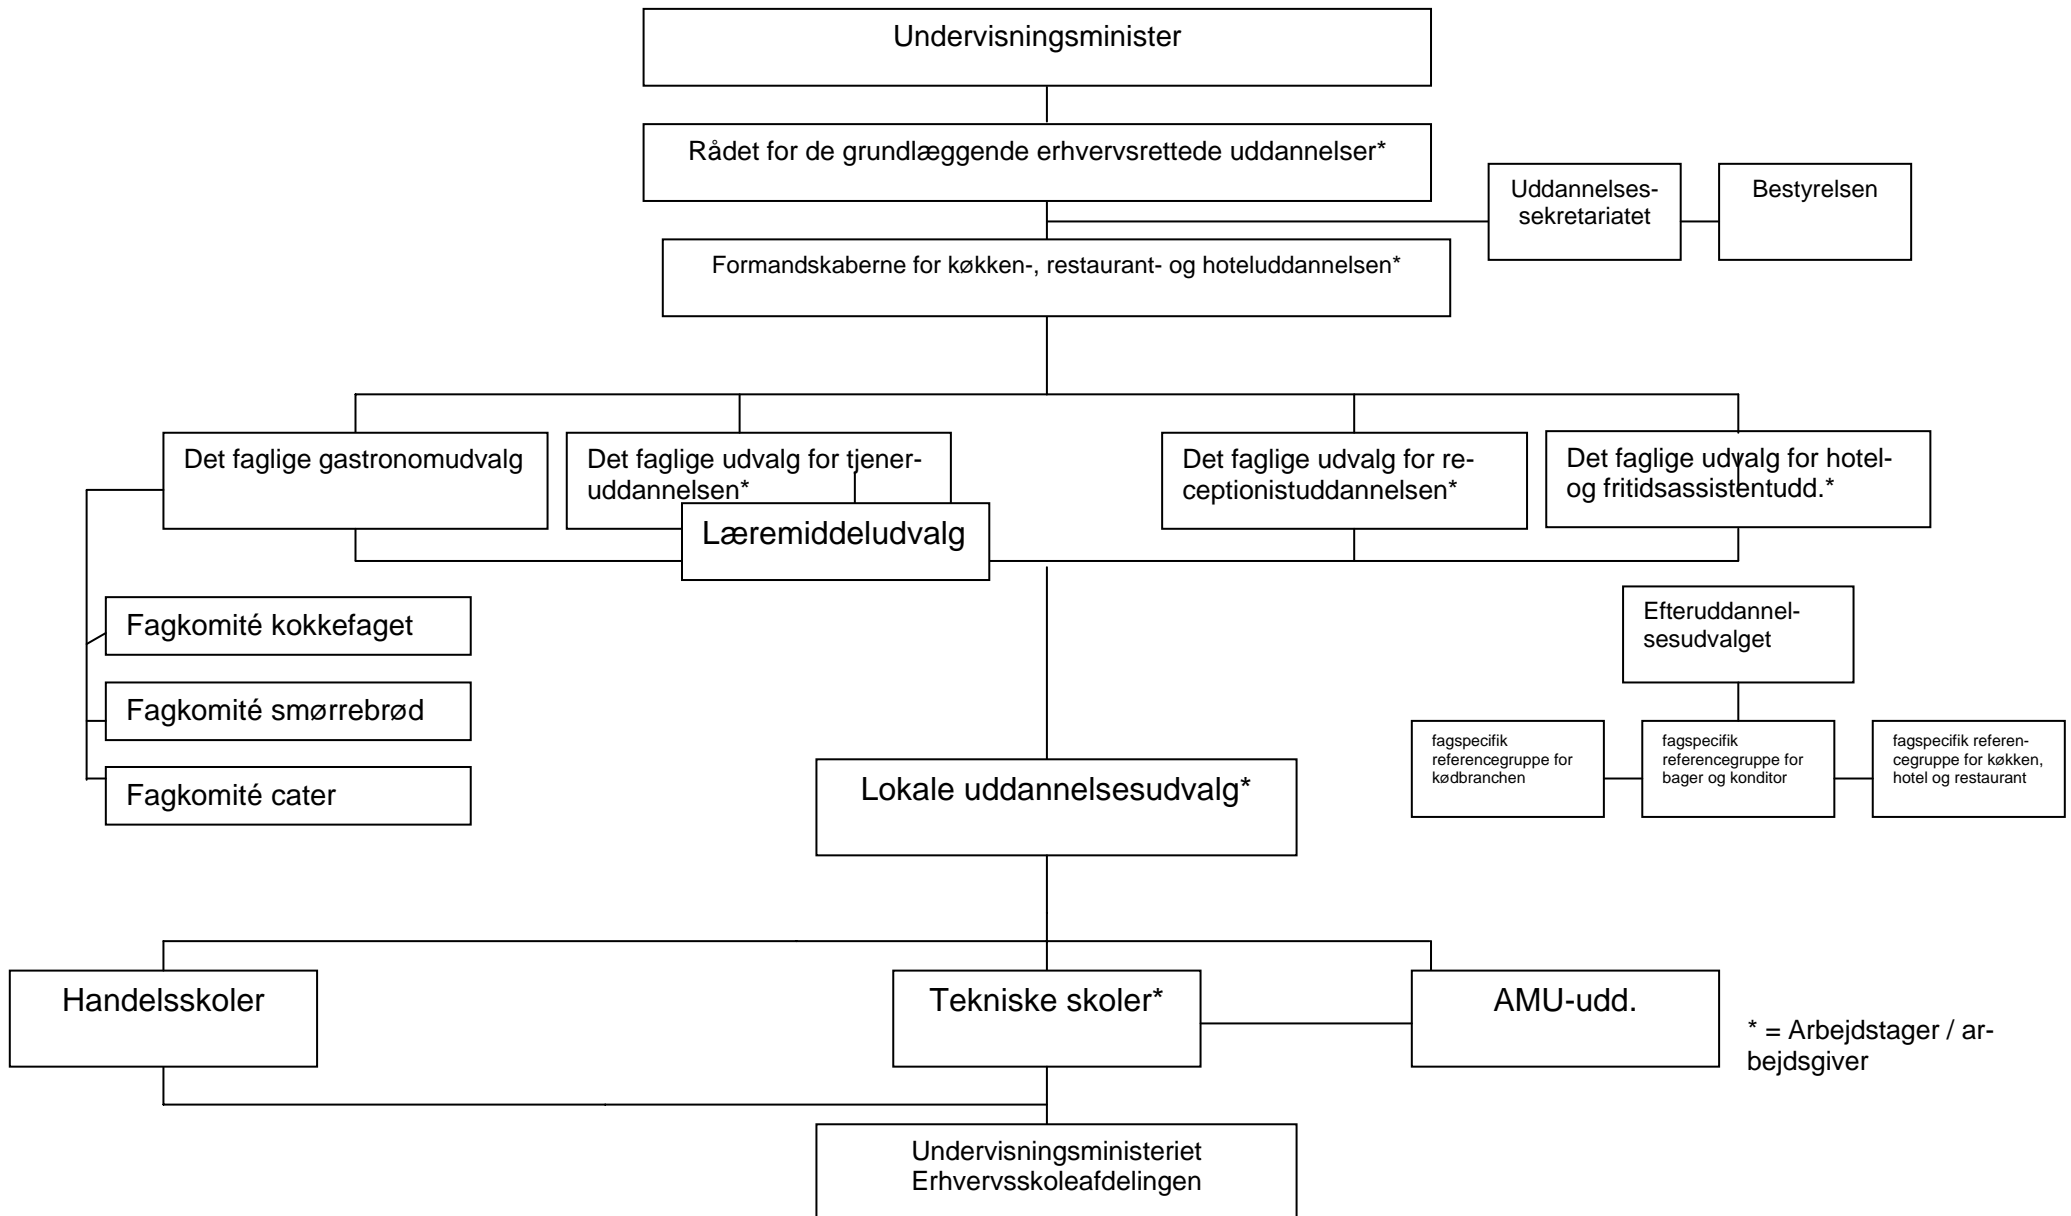 Undervisningsminister
Rådet for de grundlæggende erhvervsrettede uddannelser*
Uddannelses-
sekretariatet
Bestyrelsen
Formandskaberne for køkken-, restaurant- og hoteluddannelsen*
Det faglige gastronomudvalg
Det faglige udvalg for tjener-
uddannelsen*
Det faglige udvalg for re-
ceptionistuddannelsen*
Det faglige udvalg for hotel-
og fritidsassistentudd.*
Læremiddeludvalg
Fagkomité kokkefaget
Fagkomité smørrebrød
Fagkomité cater
Efteruddannel-
sesudvalget
fagspecifik
referencegruppe for
kødbranchen
fagspecifik
referencegruppe for
bager og konditor
fagspecifik referen-
cegruppe for køkken,
hotel og restaurant
Lokale uddannelsesudvalg*
Handelsskoler
Tekniske skoler*
AMU-udd.
* = Arbejdstager / ar-
bejdsgiver
Undervisningsministeriet
Erhvervsskoleafdelingen